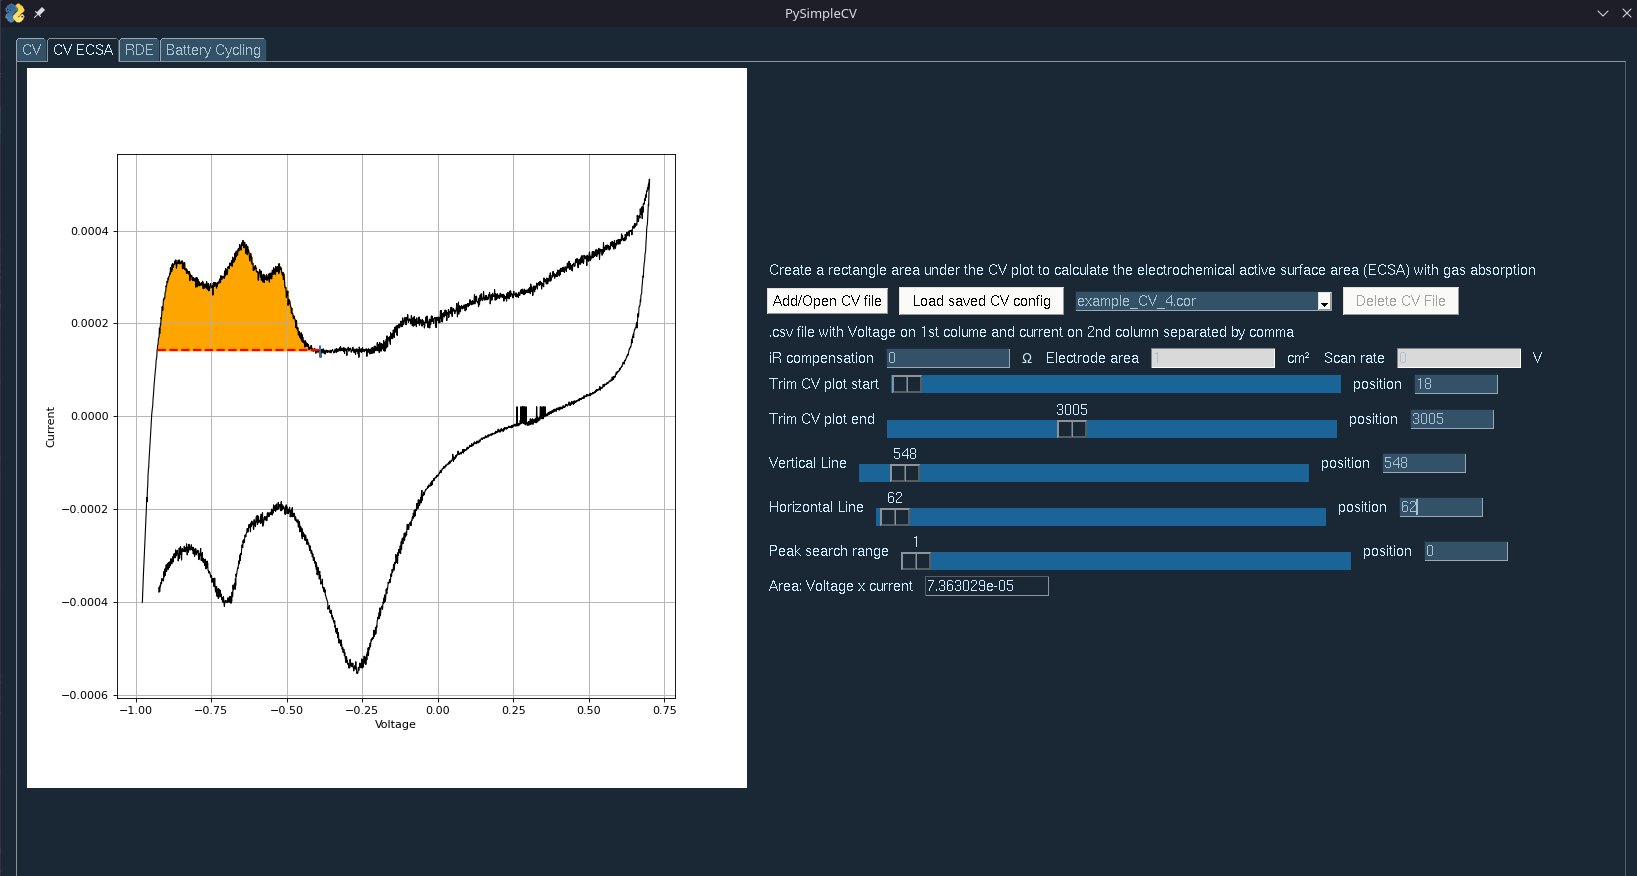 PySimpleCV
CV CV ECSA RDE Battery Cycling
0.0004
0.0002
0.0000
−0.0002
−0.0004
−0.0006
Current
−1.00 −0.75 −0.50 −0.25 0.00 0.25 0.50 0.75
Voltage
Create a rectangle area under the CV plot to calculate the electrochemical active surface area (ECSA) with gas absorption
Add/Open CV file Load saved CV config example_CV_4.cor Delete CV File
.csv file with Voltage on 1st colume and current on 2nd column separated by comma
iR compensation 0 Ω Electrode area 1 cm² Scan rate 0 V
Trim CV plot start position 18
3005
Trim CV plot end position 3005
548
Vertical Line position 548
62
Horizontal Line position 62
1
Peak search range position 0
Area: Voltage x current 7.363029e-05